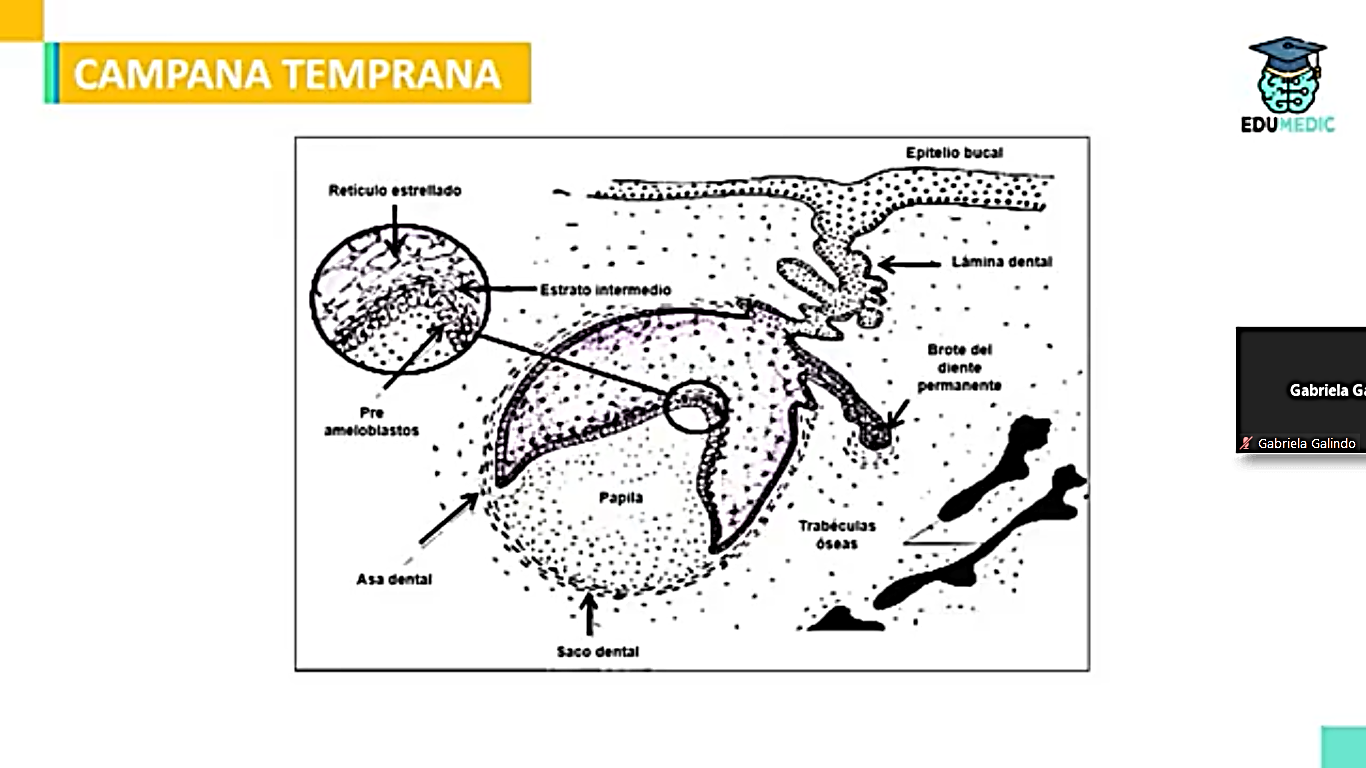 CAMPANA TEMPRANA
EDUMEDIC
Epitelio bucal
Retículo estrellado
Lámina dental
Estrato intermedio
Brote del
diente
permanente
Pre
ameloblastos
Papila
Trabéculas
óseas
Asa dental
Saco dental
Gabriela Ga
Gabriela Galindo